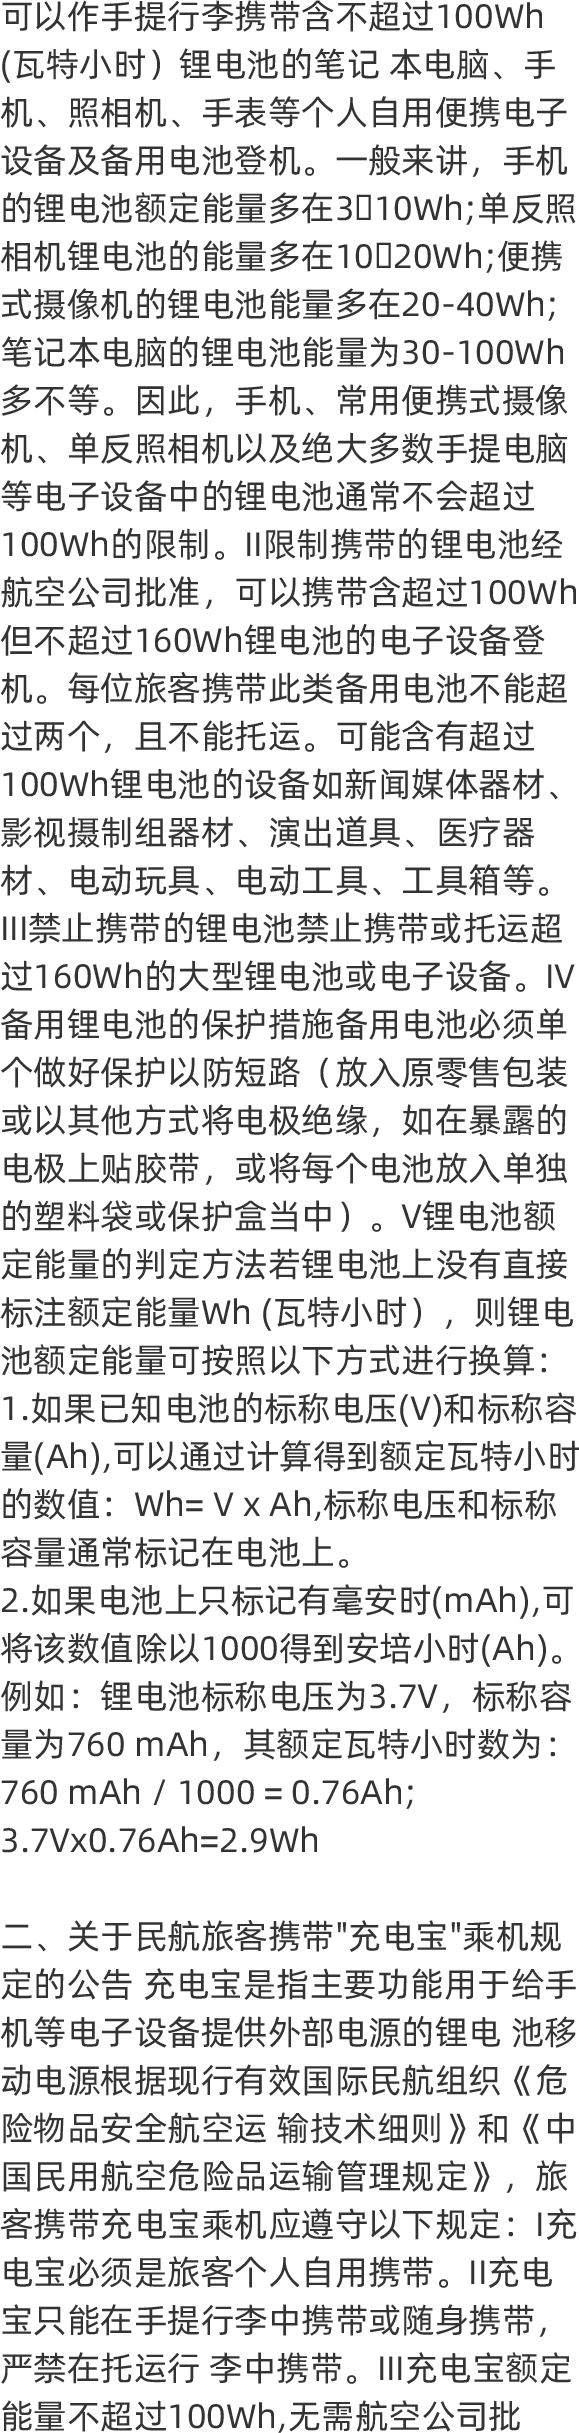 可以作手提行李携带含不超过100Wh
(瓦特小时）锂电池的笔记 本电脑、手
机、照相机、手表等个人自用便携电子
设备及备用电池登机。一般来讲，手机
的锂电池额定能量多在3▯10Wh;单反照
相机锂电池的能量多在10▯20Wh;便携
式摄像机的锂电池能量多在20-40Wh;
笔记本电脑的锂电池能量为30-100Wh
多不等。因此，手机、常用便携式摄像
机、单反照相机以及绝大多数手提电脑
等电子设备中的锂电池通常不会超过
100Wh的限制。II限制携带的锂电池经
航空公司批准，可以携带含超过100Wh
但不超过160Wh锂电池的电子设备登
机。每位旅客携带此类备用电池不能超
过两个，且不能托运。可能含有超过
100Wh锂电池的设备如新闻媒体器材、
影视摄制组器材、演出道具、医疗器
材、电动玩具、电动工具、工具箱等。
III禁止携带的锂电池禁止携带或托运超
过160Wh的大型锂电池或电子设备。IV
备用锂电池的保护措施备用电池必须单
个做好保护以防短路（放入原零售包装
或以其他方式将电极绝缘，如在暴露的
电极上贴胶带，或将每个电池放入单独
的塑料袋或保护盒当中）。V锂电池额
定能量的判定方法若锂电池上没有直接
标注额定能量Wh (瓦特小时），则锂电
池额定能量可按照以下方式进行换算：
1.如果已知电池的标称电压(V)和标称容
量(Ah),可以通过计算得到额定瓦特小时
的数值：Wh= V x Ah,标称电压和标称
容量通常标记在电池上。
2.如果电池上只标记有毫安时(mAh),可
将该数值除以1000得到安培小时(Ah)。
例如：锂电池标称电压为3.7V，标称容
量为760 mAh，其额定瓦特小时数为：
760 mAh / 1000 = 0.76Ah;
3.7Vx0.76Ah=2.9Wh
二、关于民航旅客携带"充电宝"乘机规
定的公告 充电宝是指主要功能用于给手
机等电子设备提供外部电源的锂电 池移
动电源根据现行有效国际民航组织《危
险物品安全航空运 输技术细则》和《中
国民用航空危险品运输管理规定》，旅
客携带充电宝乘机应遵守以下规定：I充
电宝必须是旅客个人自用携带。II充电
宝只能在手提行李中携带或随身携带，
严禁在托运行 李中携带。III充电宝额定
能量不超过100Wh,无需航空公司批